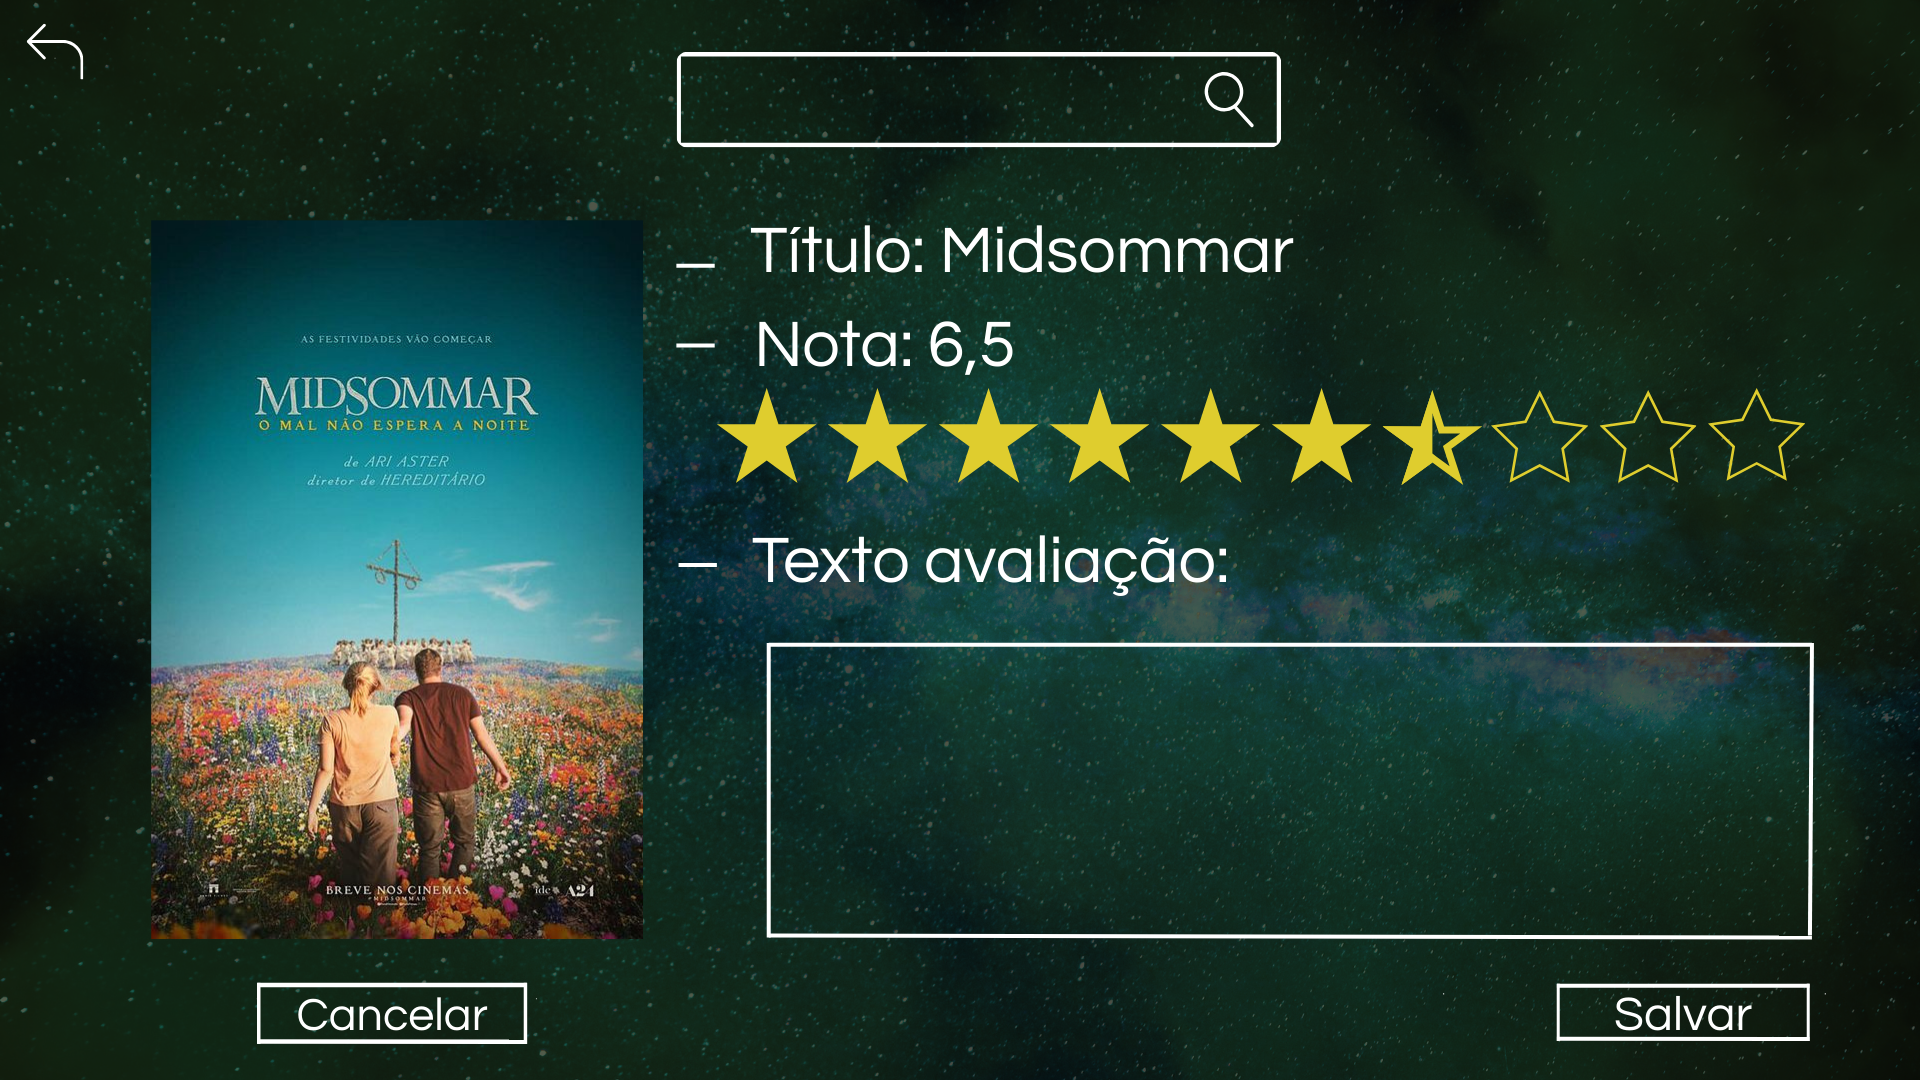 Título: Midsommar
Nota: 6,5
Texto avaliação:
AS FESTIVIDADES VÃO COMEÇAR
MIDSOMMAR
O MAL NÃO ESPERA A NOITE
de ARI ASTER
diretor de HEREDITÁRIO
BREVE NOS CINEMAS
#MIDSOMMAR
A24
Cancelar
Salvar